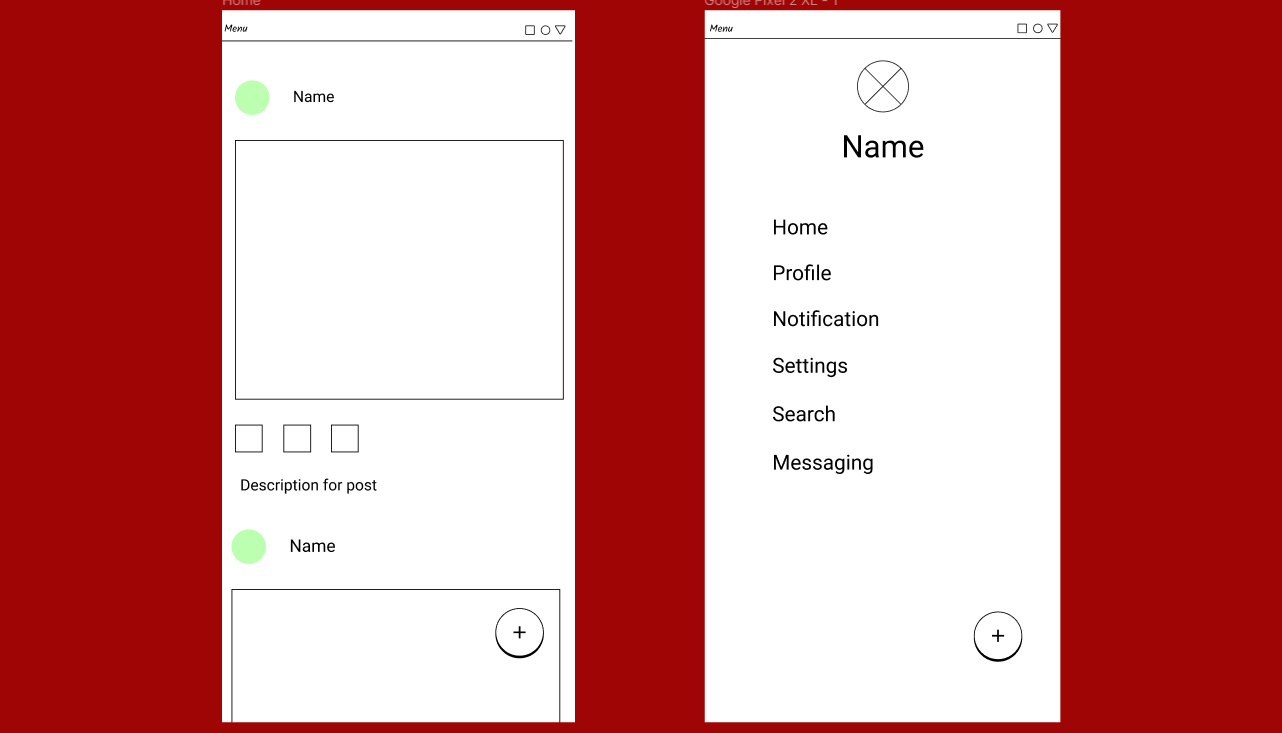 Home
Menu
Name
Description for post
Name
+
Google Pixel 2 XL - 1
Menu
Name
Home
Profile
Notification
Settings
Search
Messaging
+